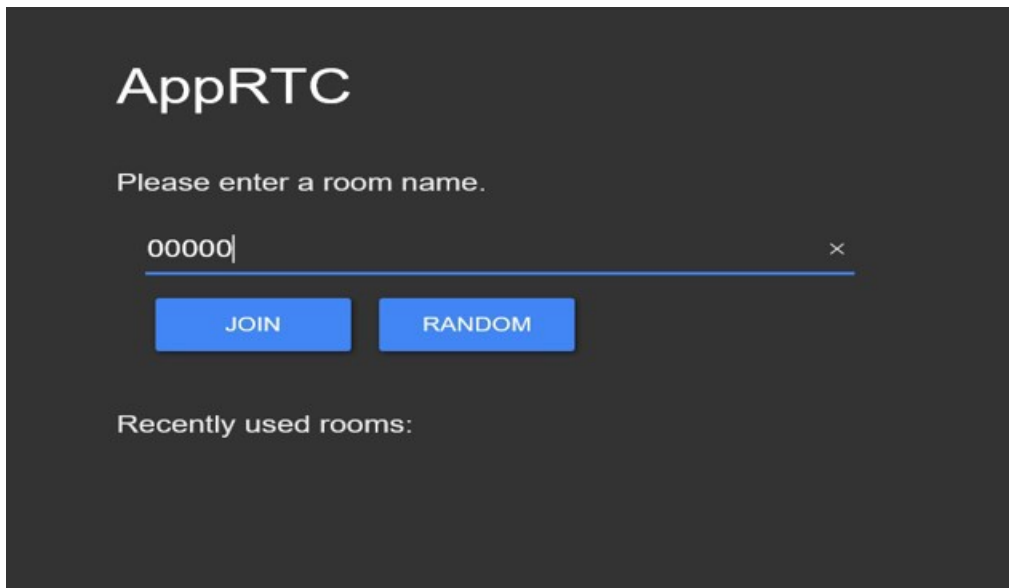 AppRTC
Please enter a room name.
00000
×
JOIN RANDOM
Recently used rooms: